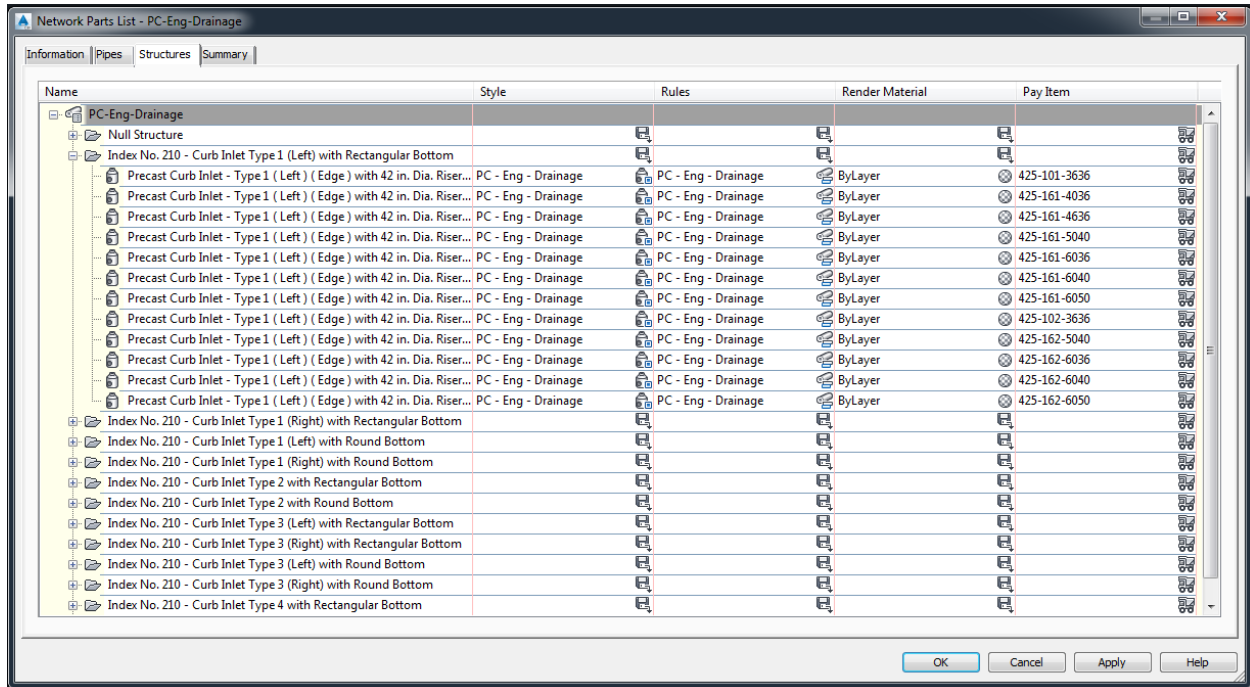 Network Parts List - PC-Eng-Drainage
Information Pipes Structures Summary
Name Style Rules Render Material Pay Item
PC-Eng-Drainage
Null Structure
Index No. 210 - Curb Inlet Type 1 (Left) with Rectangular Bottom
Precast Curb Inlet - Type 1 ( Left ) ( Edge ) with 42 in. Dia. Riser... PC - Eng - Drainage PC - Eng - Drainage ByLayer 425-101-3636
Precast Curb Inlet - Type 1 ( Left ) ( Edge ) with 42 in. Dia. Riser... PC - Eng - Drainage PC - Eng - Drainage ByLayer 425-161-4036
Precast Curb Inlet - Type 1 ( Left ) ( Edge ) with 42 in. Dia. Riser... PC - Eng - Drainage PC - Eng - Drainage ByLayer 425-161-4636
Precast Curb Inlet - Type 1 ( Left ) ( Edge ) with 42 in. Dia. Riser... PC - Eng - Drainage PC - Eng - Drainage ByLayer 425-161-5040
Precast Curb Inlet - Type 1 ( Left ) ( Edge ) with 42 in. Dia. Riser... PC - Eng - Drainage PC - Eng - Drainage ByLayer 425-161-6036
Precast Curb Inlet - Type 1 ( Left ) ( Edge ) with 42 in. Dia. Riser... PC - Eng - Drainage PC - Eng - Drainage ByLayer 425-161-6040
Precast Curb Inlet - Type 1 ( Left ) ( Edge ) with 42 in. Dia. Riser... PC - Eng - Drainage PC - Eng - Drainage ByLayer 425-161-6050
Precast Curb Inlet - Type 1 ( Left ) ( Edge ) with 42 in. Dia. Riser... PC - Eng - Drainage PC - Eng - Drainage ByLayer 425-102-3636
Precast Curb Inlet - Type 1 ( Left ) ( Edge ) with 42 in. Dia. Riser... PC - Eng - Drainage PC - Eng - Drainage ByLayer 425-162-5040
Precast Curb Inlet - Type 1 ( Left ) ( Edge ) with 42 in. Dia. Riser... PC - Eng - Drainage PC - Eng - Drainage ByLayer 425-162-6036
Precast Curb Inlet - Type 1 ( Left ) ( Edge ) with 42 in. Dia. Riser... PC - Eng - Drainage PC - Eng - Drainage ByLayer 425-162-6040
Precast Curb Inlet - Type 1 ( Left ) ( Edge ) with 42 in. Dia. Riser... PC - Eng - Drainage PC - Eng - Drainage ByLayer 425-162-6050
Index No. 210 - Curb Inlet Type 1 (Right) with Rectangular Bottom
Index No. 210 - Curb Inlet Type 1 (Left) with Round Bottom
Index No. 210 - Curb Inlet Type 1 (Right) with Round Bottom
Index No. 210 - Curb Inlet Type 2 with Rectangular Bottom
Index No. 210 - Curb Inlet Type 2 with Round Bottom
Index No. 210 - Curb Inlet Type 3 (Left) with Rectangular Bottom
Index No. 210 - Curb Inlet Type 3 (Right) with Rectangular Bottom
Index No. 210 - Curb Inlet Type 3 (Left) with Round Bottom
Index No. 210 - Curb Inlet Type 3 (Right) with Round Bottom
Index No. 210 - Curb Inlet Type 4 with Rectangular Bottom
OK Cancel Apply Help